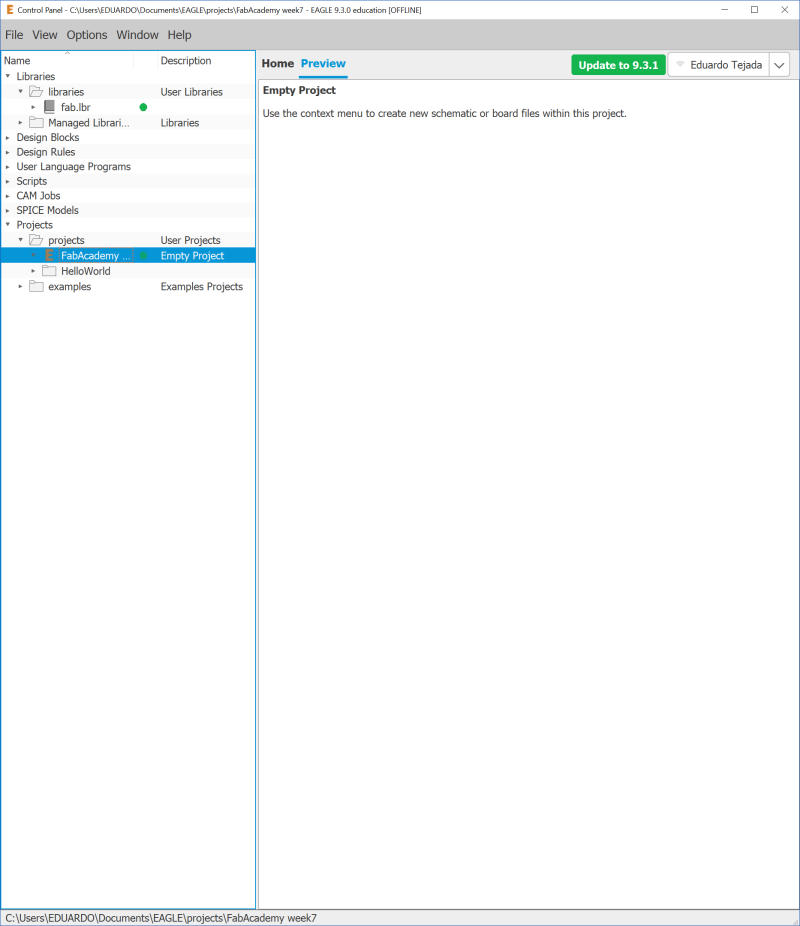 Control Panel - C:\Users\EDUARDO\Documents\EAGLE\projects\FabAcademy week7 - EAGLE 9.3.0 education [OFFLINE]
File View Options Window Help
Name Description
Home Preview
Update to 9.3.1
Eduardo Tejada
Libraries
libraries User Libraries
fab.lbr
Managed Librari... Libraries
Design Blocks
Design Rules
User Language Programs
Scripts
CAM Jobs
SPICE Models
Projects
projects User Projects
FabAcademy ... Empty Project
HelloWorld
examples Examples Projects
Empty Project
Use the context menu to create new schematic or board files within this project.
C:\Users\EDUARDO\Documents\EAGLE\projects\FabAcademy week7